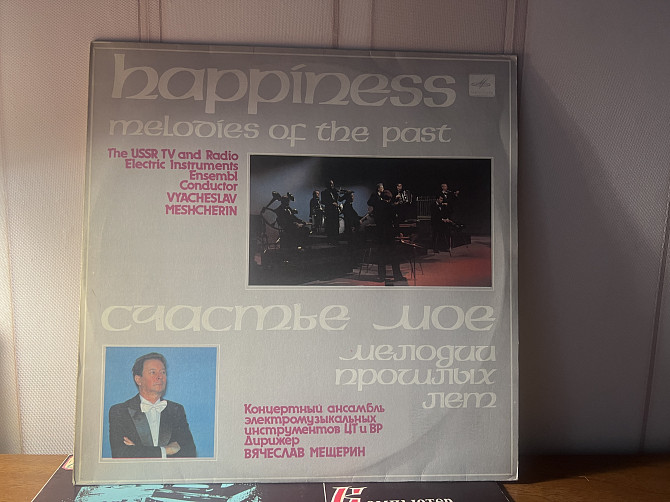 happiness
melodies of the past
The USSR TV and Radio
Electric Instruments
Ensembl
Conductor
VYACHESLAV
MESHCHERIN
счастье мое
мелодии
прошлых
лет
Концертный ансамбль
электромузыкальных
инструментов ЦТ и ВР
Дирижер
ВЯЧЕСЛАВ МЕЩЕРИН